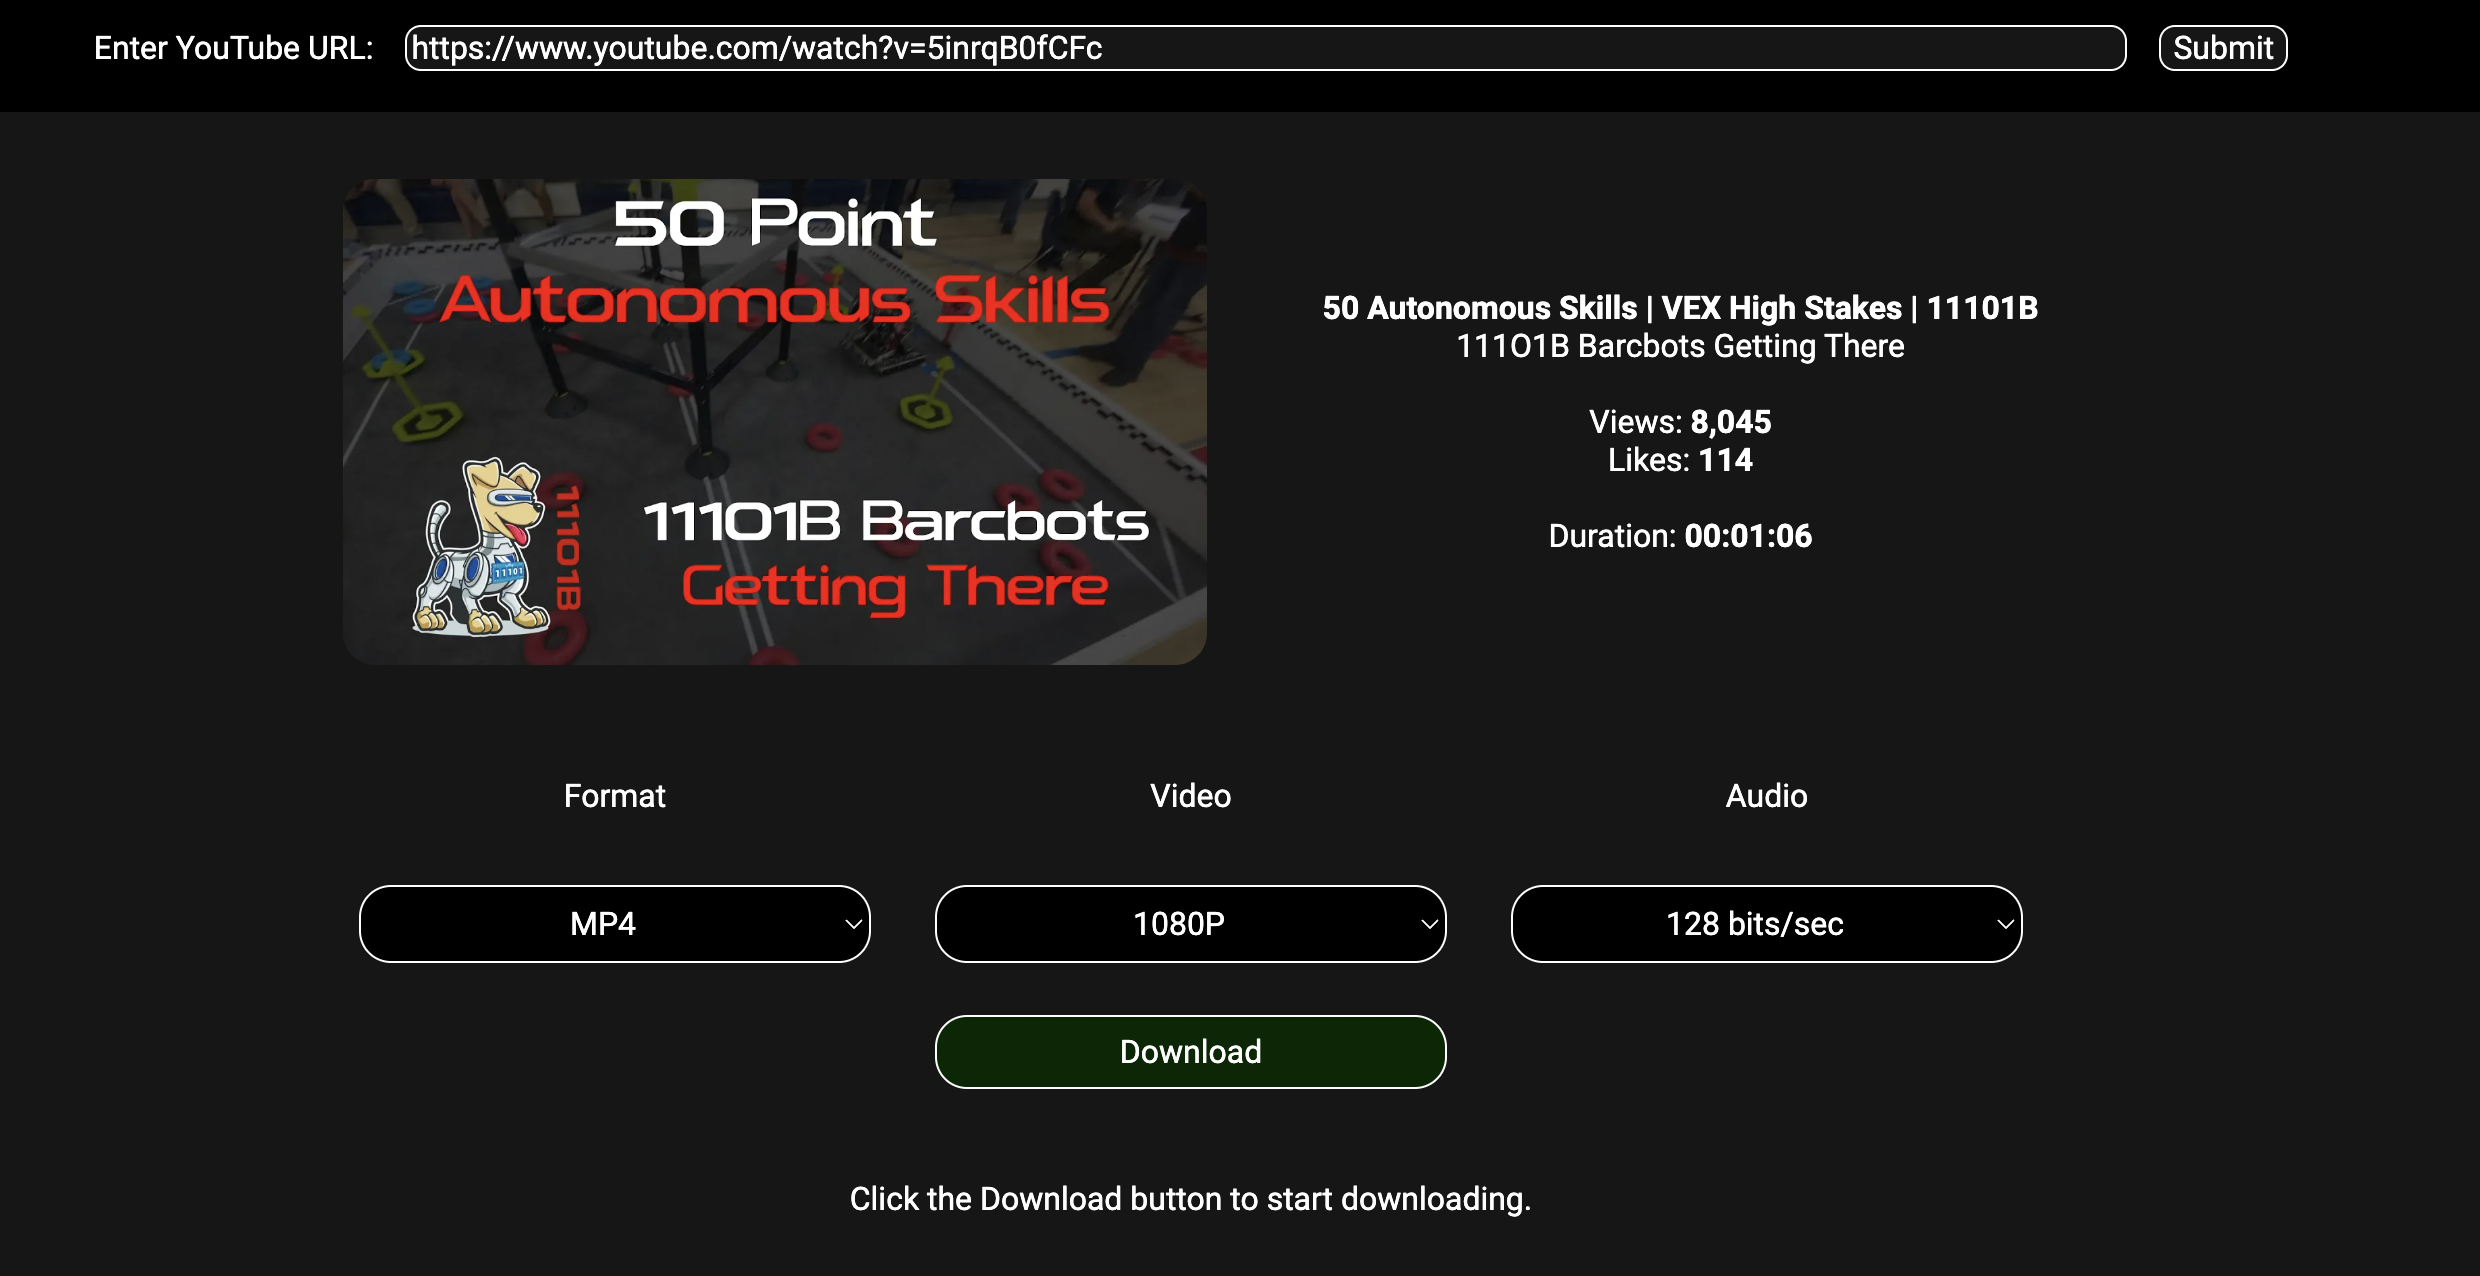 Enter YouTube URL: https://www.youtube.com/watch?v=5inrqB0fCFc Submit
50 Point
Autonomous Skills
11101B
11101
111O1B Barcbots
Getting There
50 Autonomous Skills | VEX High Stakes | 11101B
111O1B Barcbots Getting There
Views: 8,045
Likes: 114
Duration: 00:01:06
Format Video Audio
MP4 1080P 128 bits/sec
Download
Click the Download button to start downloading.